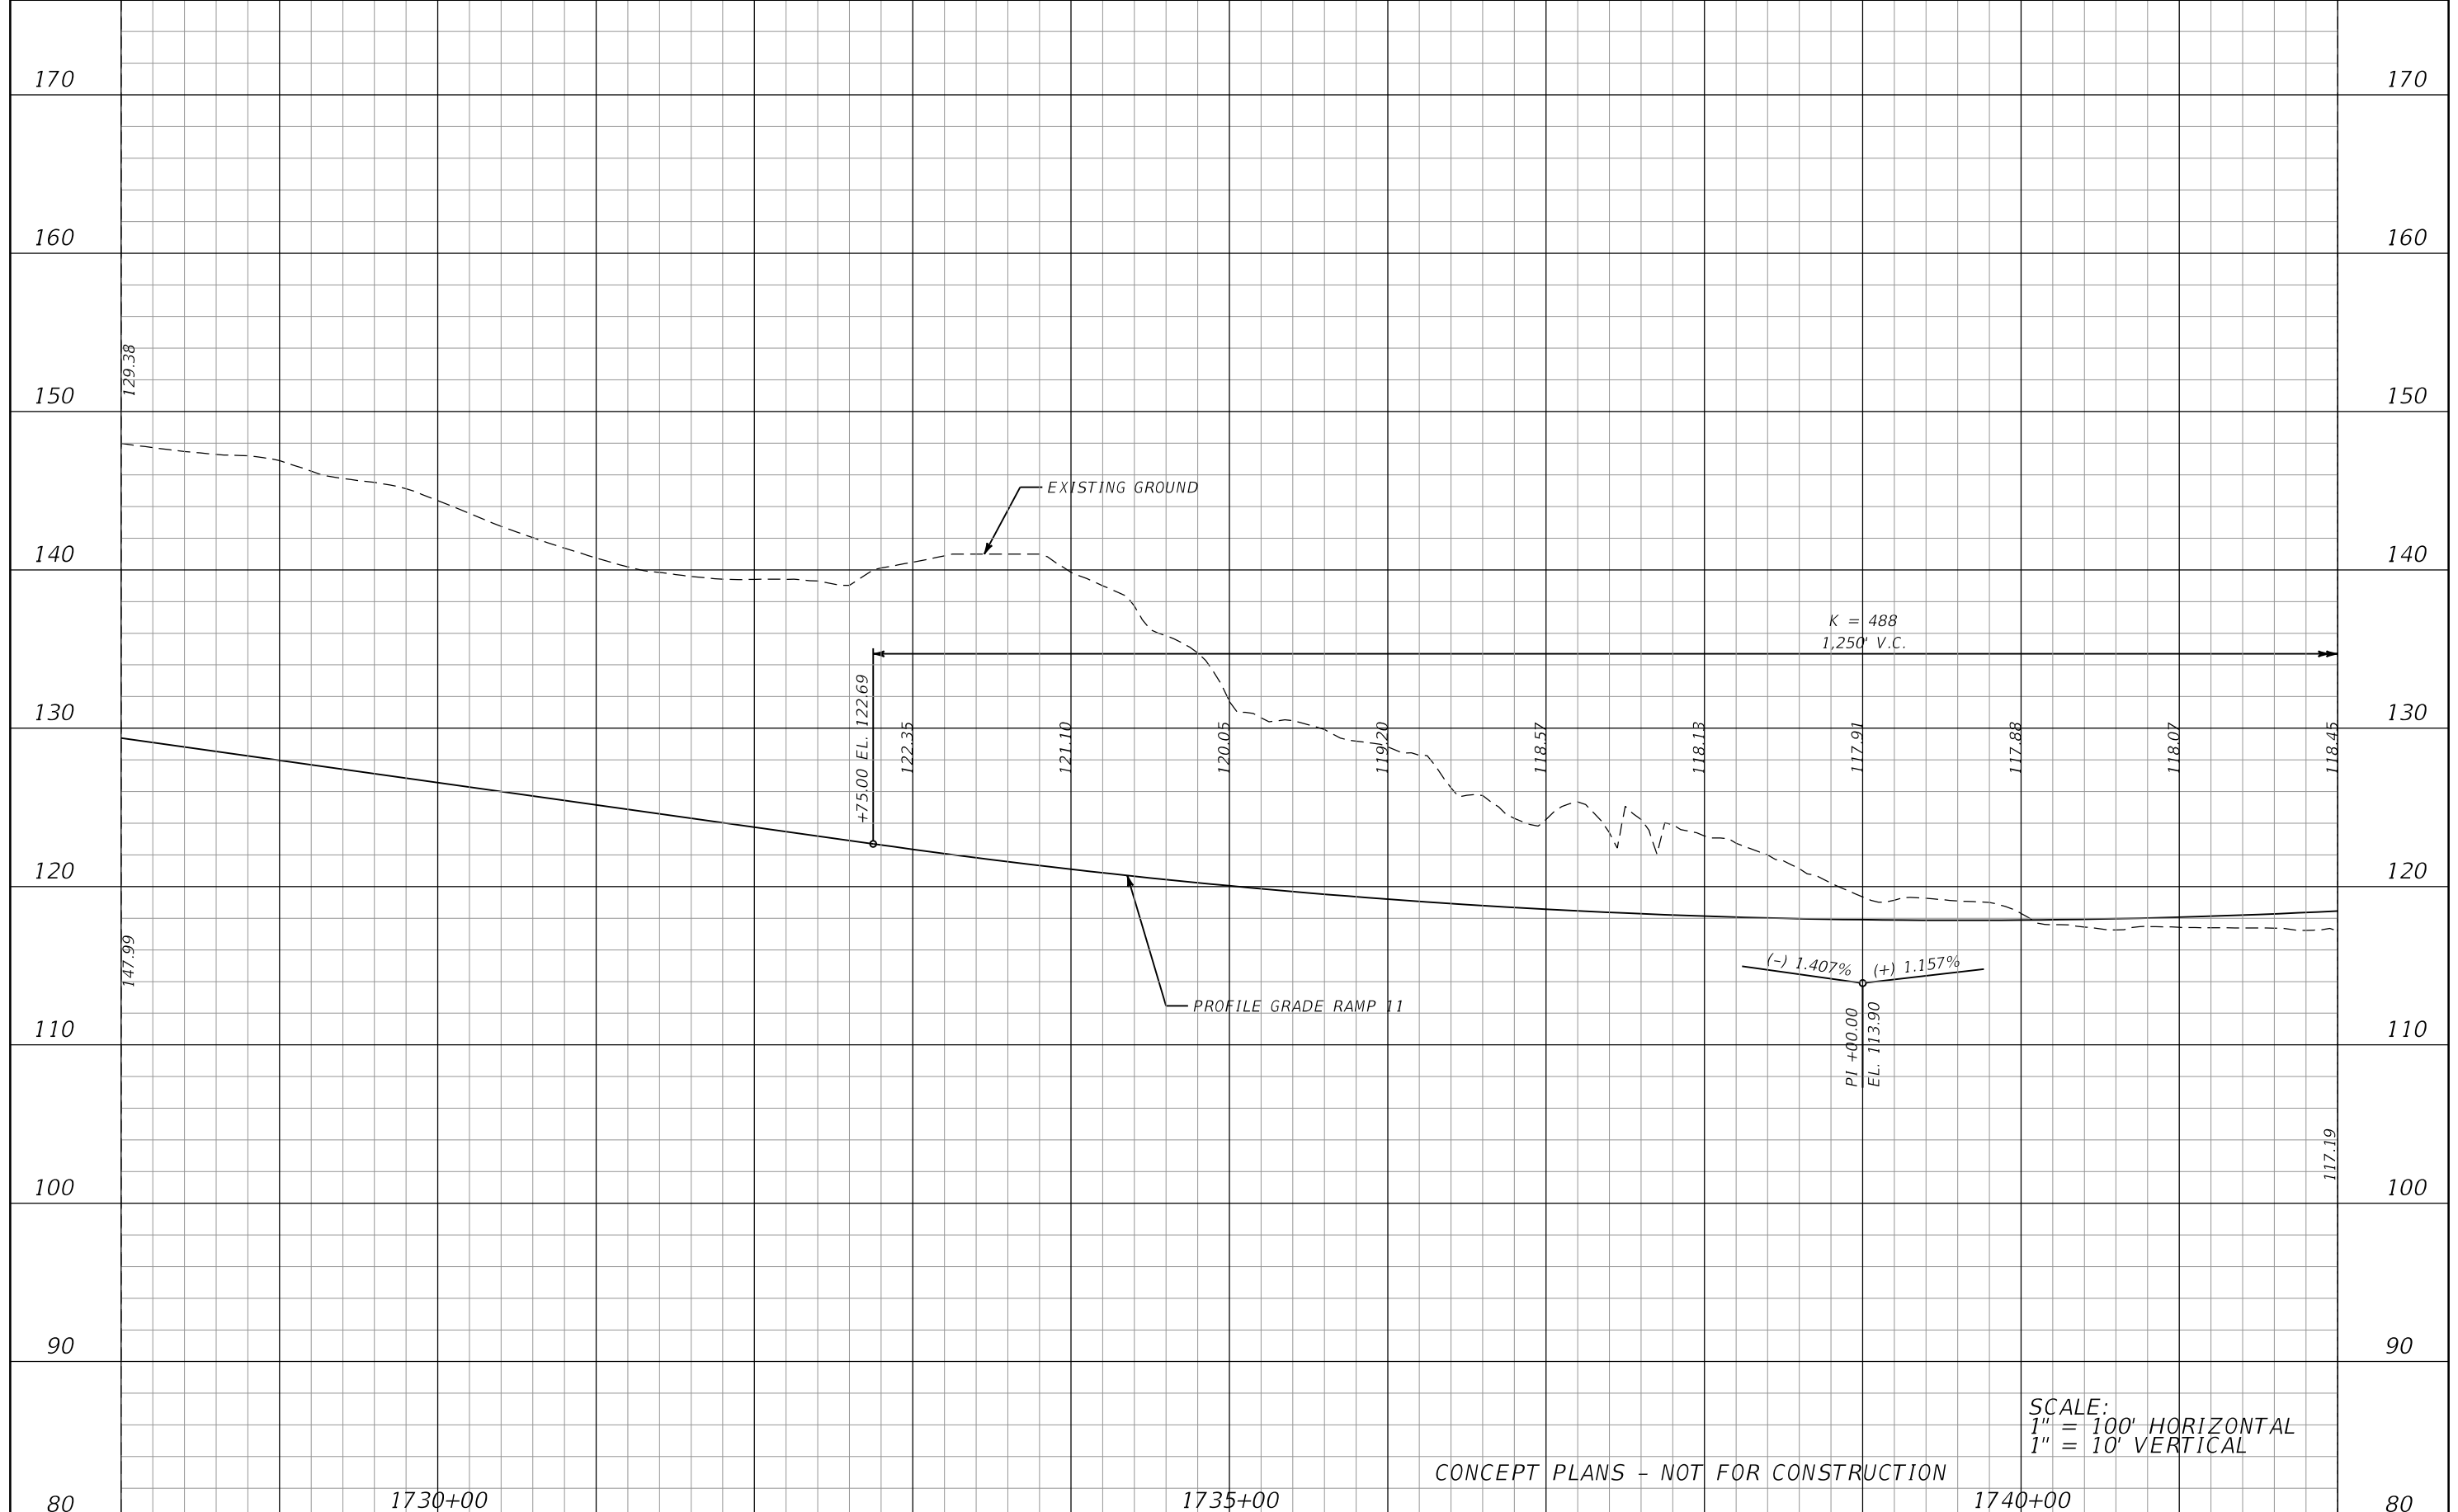 170 170
160 160
129.38
150 150
EXISTING GROUND
140 140
K = 488
1,250' V.C.
+75.00 EL. 122.69
130 130
122.35 121.10 120.05 119.20 118.57 118.13 117.91 117.88 118.07 118.45
120 120
147.99
(-) 1.407% (+) 1.157%
PROFILE GRADE RAMP 11
PI +00.00
EL. 113.90
110 110
117.19
100 100
90 90
SCALE:
1" = 100' HORIZONTAL
1" = 10' VERTICAL
CONCEPT PLANS - NOT FOR CONSTRUCTION
80 1730+00 1735+00 1740+00 80